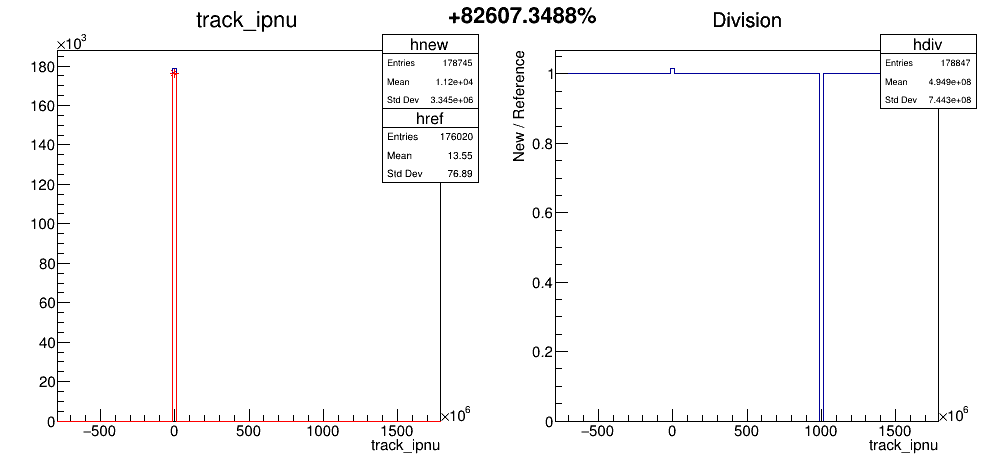 +82607.3488%
track_ipnu
×10³
hnew
Entries 178745
Mean 1.12e+04
Std Dev 3.345e+06
href
Entries 176020
Mean 13.55
Std Dev 76.89
180
160
140
120
100
80
60
40
20
0
−500 0 500 1000 1500
×10⁶
track_ipnu
Division
hdiv
Entries 178847
Mean 4.949e+08
Std Dev 7.443e+08
New / Reference
1
0.8
0.6
0.4
0.2
0
−500 0 500 1000 1500
×10⁶
track_ipnu